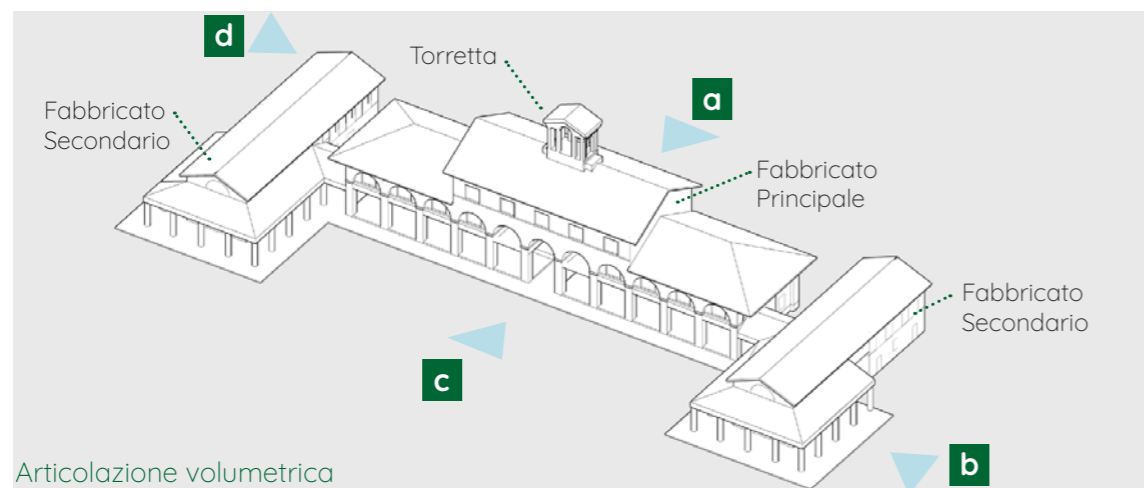 d
Torretta
a
Fabbricato
Secondario
Fabbricato
Principale
Fabbricato
Secondario
c
b
Articolazione volumetrica